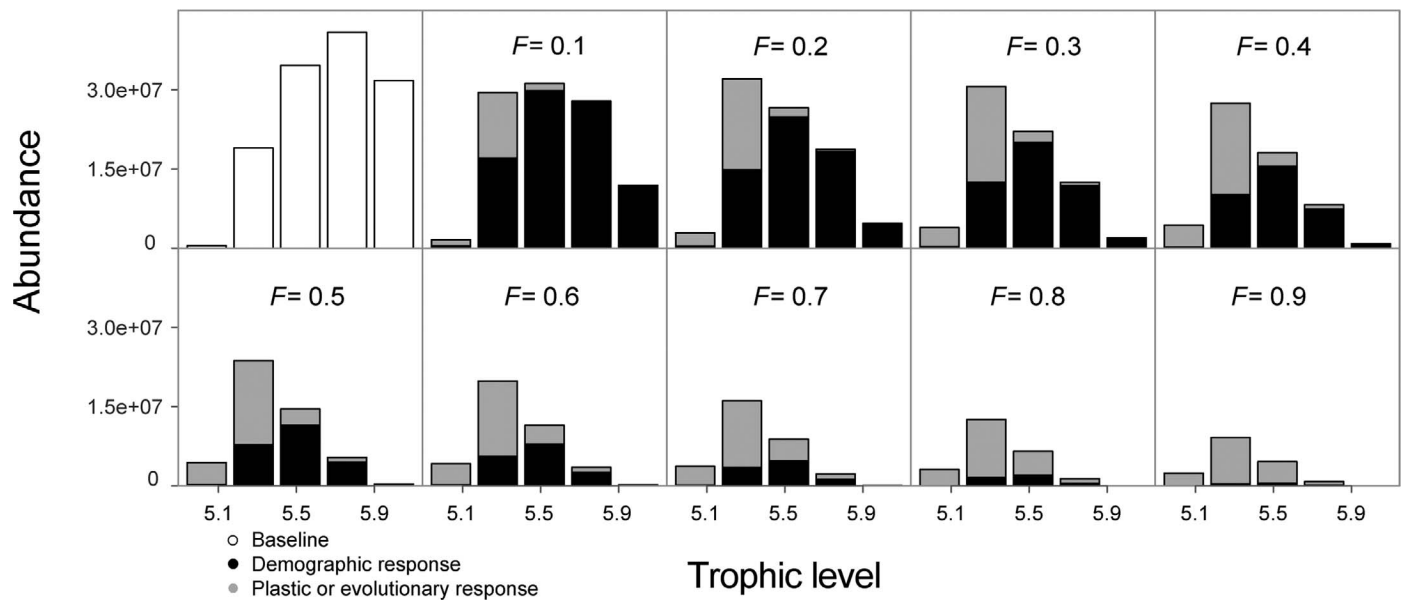 F= 0.1
F= 0.2
F= 0.3
F= 0.4
3.0e+07
1.5e+07
0
Abundance
F= 0.5
F= 0.6
F= 0.7
F= 0.8
F= 0.9
3.0e+07
1.5e+07
0
5.1 5.5 5.9
5.1 5.5 5.9
5.1 5.5 5.9
5.1 5.5 5.9
5.1 5.5 5.9
Baseline
Demographic response
Plastic or evolutionary response
Trophic level